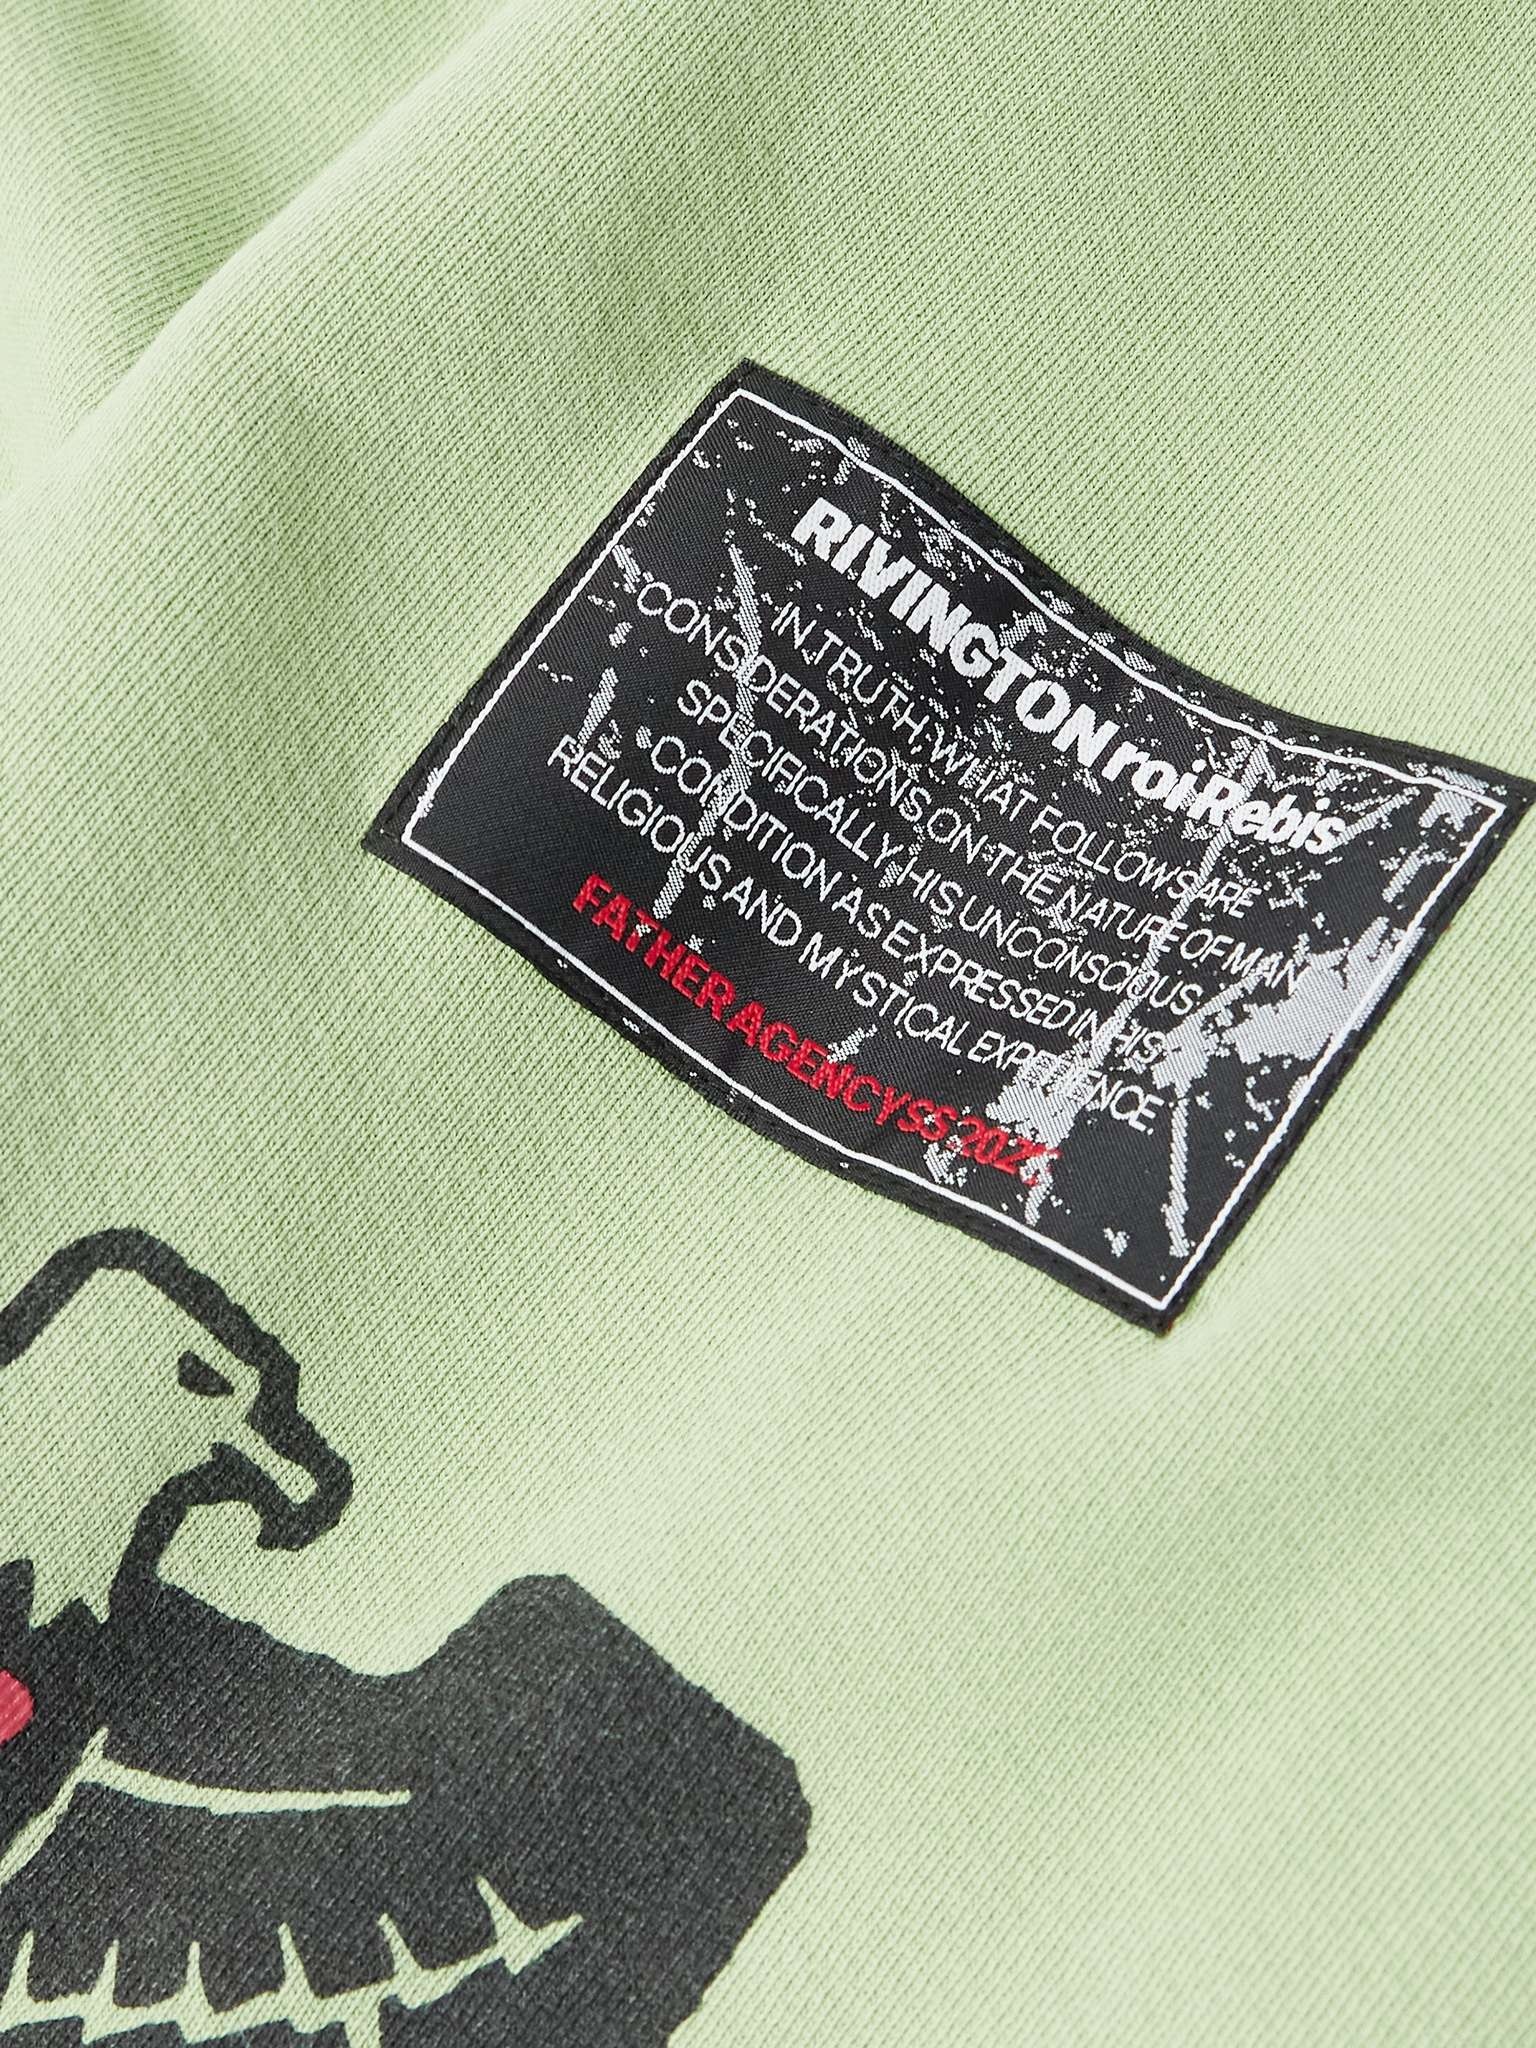 RIVINGTON roi Rebis
IN TRUTH, WHAT FOLLOWS ARE
CONSIDERATIONS ON THE NATURE OF MAN
SPECIFICALLY, HIS UNCONSCIOUS
CONDITION AS EXPRESSED IN HIS
RELIGIOUS AND MYSTICAL EXPERIENCE.
FATHER AGENCY SS